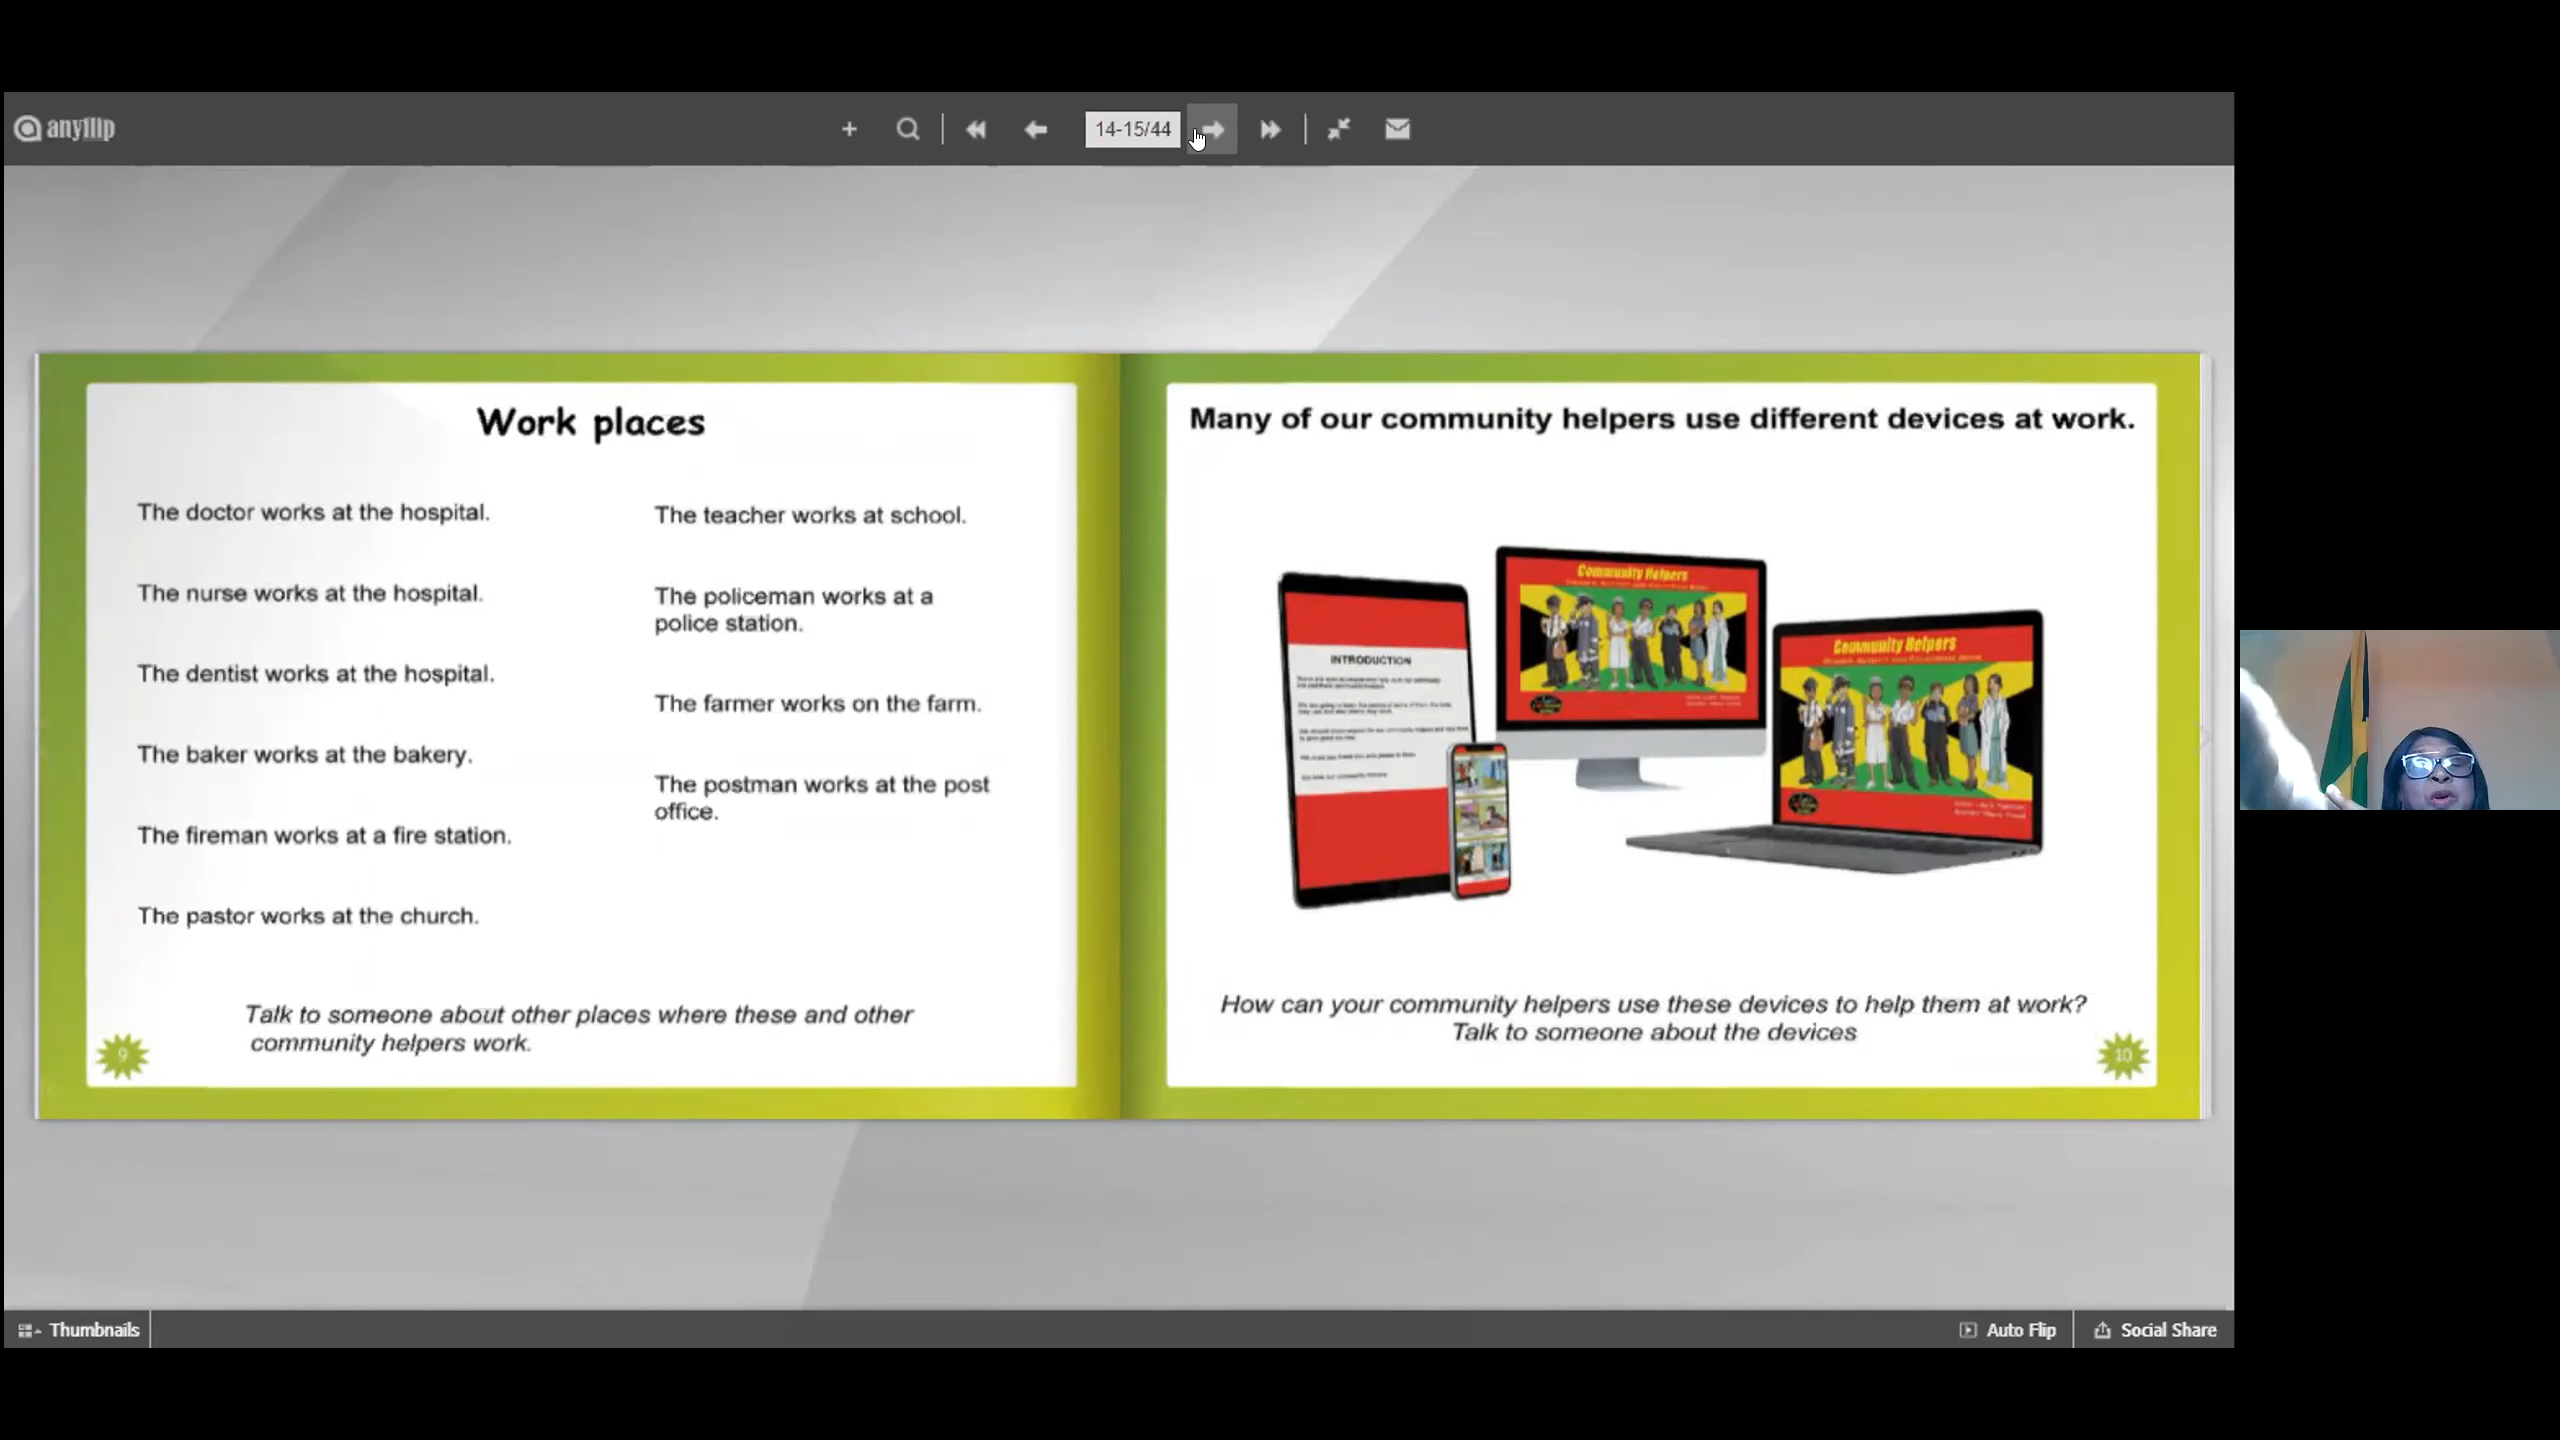 anyflip
14-15/44
Work places
The doctor works at the hospital.
The nurse works at the hospital.
The dentist works at the hospital.
The baker works at the bakery.
The fireman works at a fire station.
The pastor works at the church.
The teacher works at school.
The policeman works at a
police station.
The farmer works on the farm.
The postman works at the post
office.
Talk to someone about other places where these and other
community helpers work.
9
Many of our community helpers use different devices at work.
INTRODUCTION
Community Helpers
Community Helpers
How can your community helpers use these devices to help them at work?
Talk to someone about the devices
10
Thumbnails
Auto Flip
Social Share